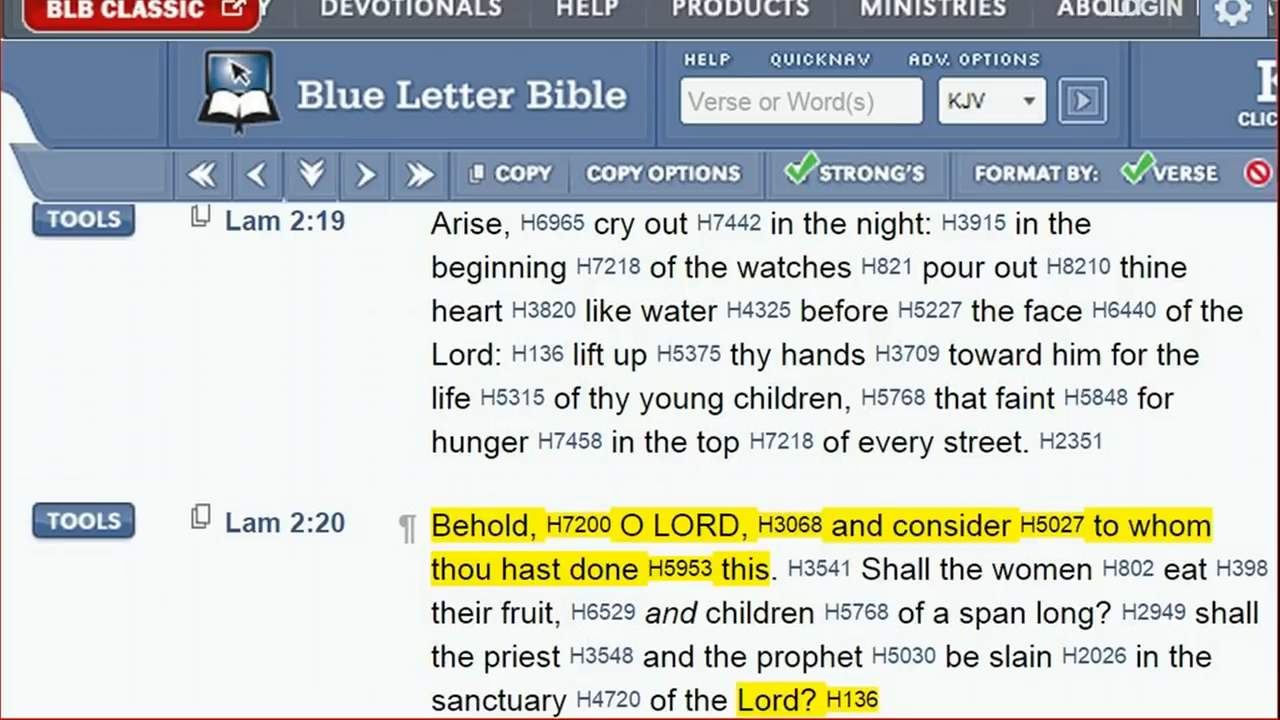 BLB CLASSIC
DEVOTIONALS HELP PRODUCTS MINISTRIES LOGIN
Blue Letter Bible
HELP QUICKNAV ADV. OPTIONS
Verse or Word(s) KJV
CLIC
COPY COPY OPTIONS STRONG'S FORMAT BY: VERSE
TOOLS Lam 2:19 Arise, H6965 cry out H7442 in the night: H3915 in the
beginning H7218 of the watches H821 pour out H8210 thine
heart H3820 like water H4325 before H5227 the face H6440 of the
Lord: H136 lift up H5375 thy hands H3709 toward him for the
life H5315 of thy young children, H5768 that faint H5848 for
hunger H7458 in the top H7218 of every street. H2351
TOOLS Lam 2:20 ¶ Behold, H7200 O LORD, H3068 and consider H5027 to whom
thou hast done H5953 this. H3541 Shall the women H802 eat H398
their fruit, H6529 and children H5768 of a span long? H2949 shall
the priest H3548 and the prophet H5030 be slain H2026 in the
sanctuary H4720 of the Lord? H136